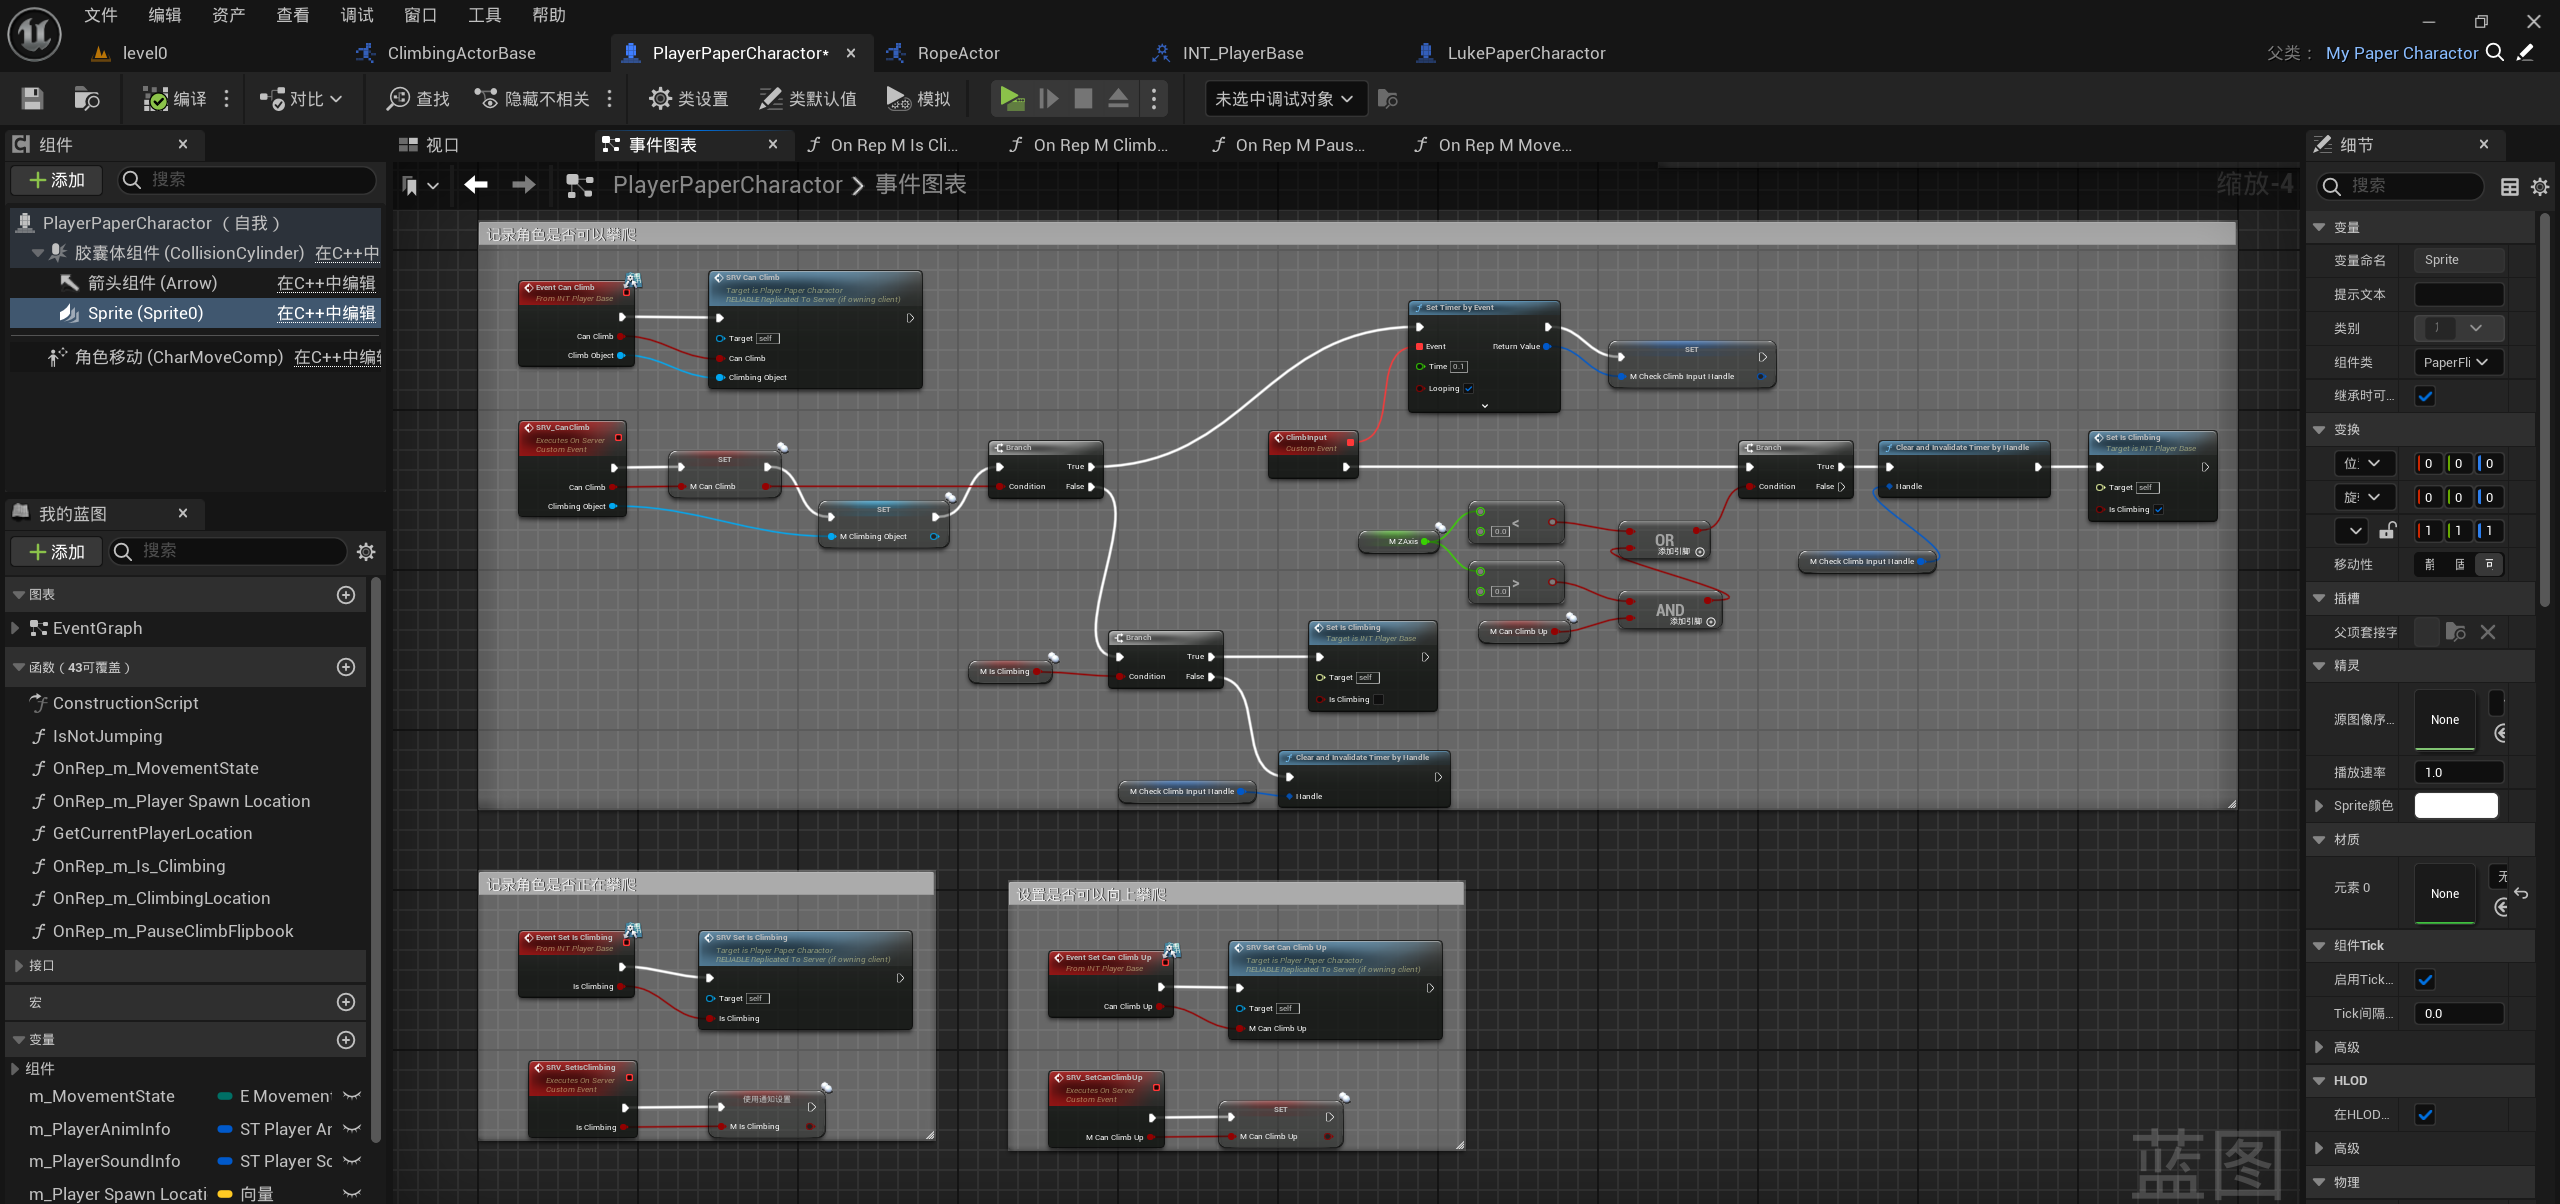 文件 编辑 资产 查看 调试 窗口 工具 帮助
level0 ClimbingActorBase PlayerPaperCharactor* RopeActor INT_PlayerBase LukePaperCharactor 父类： My Paper Charactor
编译 对比 查找 隐藏不相关 类设置 类默认值 模拟 未选中调试对象
组件
添加 搜索
PlayerPaperCharactor （自我）
胶囊体组件 (CollisionCylinder) 在C++中
箭头组件 (Arrow) 在C++中编辑
Sprite (Sprite0) 在C++中编辑
角色移动 (CharMoveComp) 在C++中编辑
我的蓝图
添加 搜索
图表
EventGraph
函数（43可覆盖）
ConstructionScript
IsNotJumping
OnRep_m_MovementState
OnRep_m_Player Spawn Location
GetCurrentPlayerLocation
OnRep_m_Is_Climbing
OnRep_m_ClimbingLocation
OnRep_m_PauseClimbFlipbook
接口
宏
变量
组件
m_MovementState E Movement
m_PlayerAnimInfo ST Player Ar
m_PlayerSoundInfo ST Player Sc
m_Player Spawn Locati 向量
视口 事件图表 On Rep M Is Cli... On Rep M Climb... On Rep M Paus... On Rep M Move...
PlayerPaperCharactor 事件图表 缩放-4
记录角色是否可以攀爬
Event Can Climb
From INT Player Base
Can Climb
Climb Object
SRV Can Climb
Target is Player Paper Charactor
RELIABLE Replicated To Server (if owning client)
Target self
Can Climb
Climbing Object
SRV_CanClimb
Executes On Server
Custom Event
Can Climb
Climbing Object
SET
M Can Climb
SET
M Climbing Object
Branch
True
Condition False
Set Timer by Event
Event Return Value
Time 0.1
Looping
SET
M Check Climb Input Handle
ClimbInput
Custom Event
Branch
True
Condition False
Clear and Invalidate Timer by Handle
Handle
Set Is Climbing
Target is INT Player Base
Target self
Is Climbing
M ZAxis
0.0 <
0.0 >
OR
添加引脚
AND
添加引脚
M Can Climb Up
M Check Climb Input Handle
M Is Climbing
Branch
True
Condition False
Set Is Climbing
Target is INT Player Base
Target self
Is Climbing
M Check Climb Input Handle
Clear and Invalidate Timer by Handle
Handle
记录角色是否正在攀爬
Event Set Is Climbing
From INT Player Base
Is Climbing
SRV Set Is Climbing
Target is Player Paper Charactor
RELIABLE Replicated To Server (if owning client)
Target self
Is Climbing
SRV_SetIsClimbing
Executes On Server
Custom Event
Is Climbing
使用通知设置
M Is Climbing
设置是否可以向上攀爬
Event Set Can Climb Up
From INT Player Base
Can Climb Up
SRV Set Can Climb Up
Target is Player Paper Charactor
RELIABLE Replicated To Server (if owning client)
Target self
M Can Climb Up
SRV_SetCanClimbUp
Executes On Server
Custom Event
M Can Climb Up
SET
M Can Climb Up
蓝图
细节
搜索
变量
变量命名 Sprite
提示文本
类别
组件类 PaperFli
继承时可...
变换
0 0 0
0 0 0
1 1 1
移动性
插槽
父项套接字
精灵
源图像序... None
播放速率 1.0
Sprite颜色
材质
元素 0 None
组件Tick
启用Tick...
Tick间隔... 0.0
高级
HLOD
在HLOD...
高级
物理